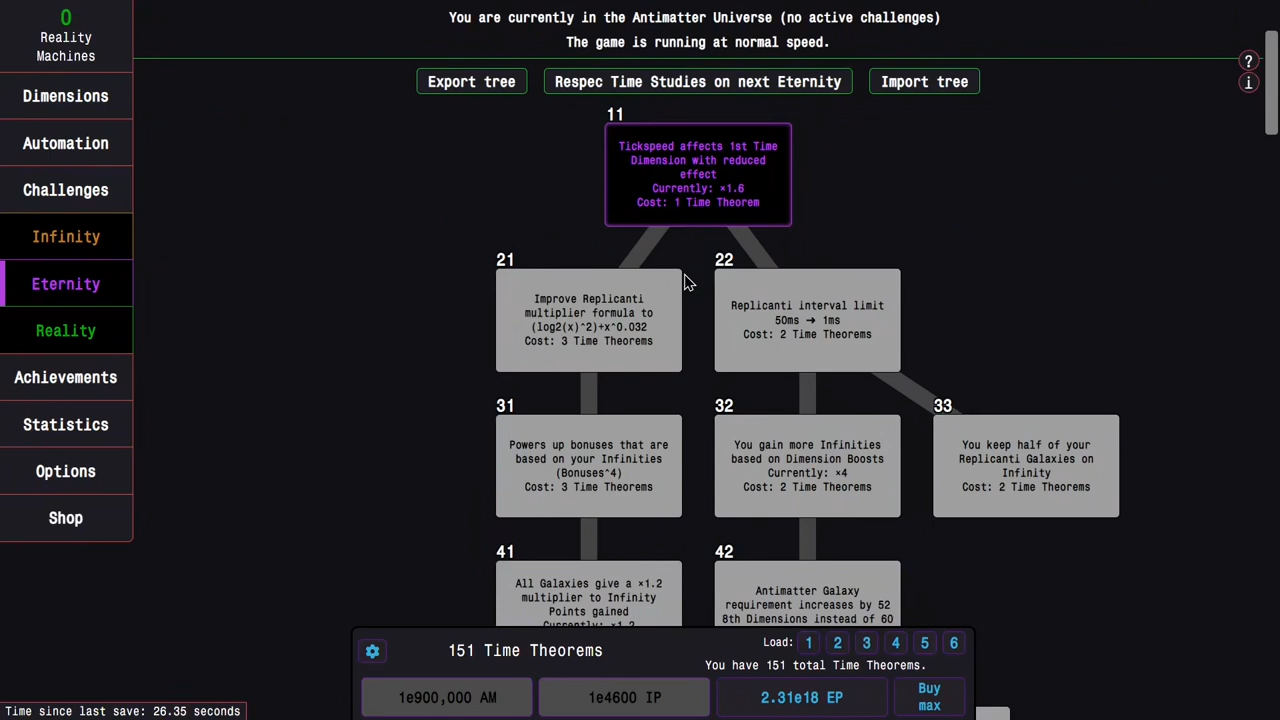 0
Reality
Machines
Dimensions
Automation
Challenges
Infinity
Eternity
Reality
Achievements
Statistics
Options
Shop
You are currently in the Antimatter Universe (no active challenges)
The game is running at normal speed.
?
i
Export tree
Respec Time Studies on next Eternity
Import tree
11
Tickspeed affects 1st Time
Dimension with reduced
effect
Currently: ×1.6
Cost: 1 Time Theorem
21
Improve Replicanti
multiplier formula to
(log2(x)^2)+x^0.032
Cost: 3 Time Theorems
22
Replicanti interval limit
50ms ➜ 1ms
Cost: 2 Time Theorems
31
Powers up bonuses that are
based on your Infinities
(Bonuses^4)
Cost: 3 Time Theorems
32
You gain more Infinities
based on Dimension Boosts
Currently: ×4
Cost: 2 Time Theorems
33
You keep half of your
Replicanti Galaxies on
Infinity
Cost: 2 Time Theorems
41
All Galaxies give a ×1.2
multiplier to Infinity
Points gained
Currently: ×1.2
42
Antimatter Galaxy
requirement increases by 52
8th Dimensions instead of 60
151 Time Theorems
Load: 1 2 3 4 5 6
You have 151 total Time Theorems.
1e900,000 AM
1e4600 IP
2.31e18 EP
Buy
max
Time since last save: 26.35 seconds